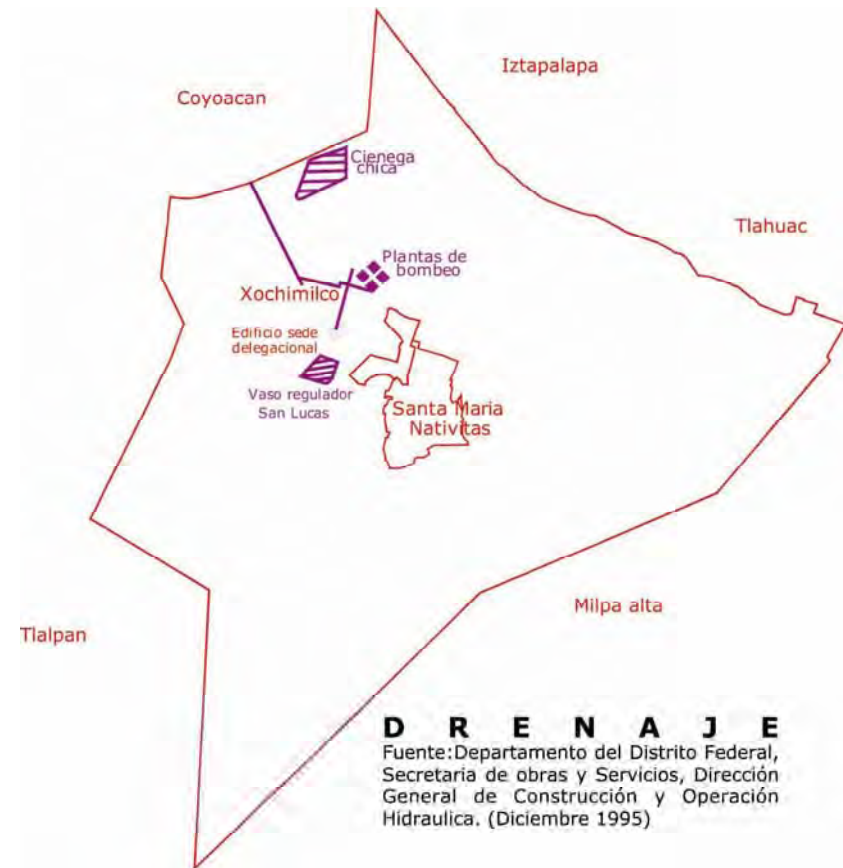 Iztapalapa
Coyoacan
Cienega
chica
Tlahuac
Plantas de
bombeo
Xochimilco
Edificio sede
delegacional
Vaso regulador
San Lucas
Santa Maria
Nativitas
Milpa alta
Tlalpan
D R E N A J E
Fuente:Departamento del Distrito Federal,
Secretaria de obras y Servicios, Dirección
General de Construcción y Operación
Hidraulica. (Diciembre 1995)